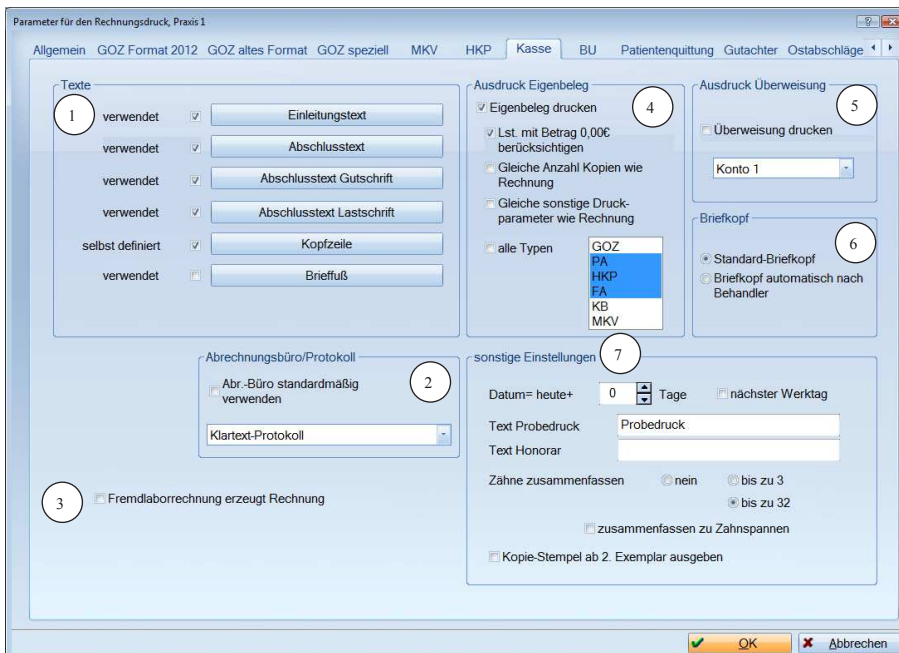 Parameter für den Rechnungsdruck, Praxis 1
Allgemein GOZ Format 2012 GOZ altes Format GOZ speziell MKV HKP Kasse BU Patientenquittung Gutachter Ostabschläge
Texte
1
verwendet Einleitungstext
verwendet Abschlusstext
verwendet Abschlusstext Gutschrift
verwendet Abschlusstext Lastschrift
selbst definiert Kopfzeile
verwendet Brieffuß
Abrechnungsbüro/Protokoll
2
Abr.-Büro standardmäßig
verwenden
Klartext-Protokoll
3
Fremdlaborrechnung erzeugt Rechnung
Ausdruck Eigenbeleg
4
Eigenbeleg drucken
Lst. mit Betrag 0,00€
berücksichtigen
Gleiche Anzahl Kopien wie
Rechnung
Gleiche sonstige Druck-
parameter wie Rechnung
alle Typen
GOZ
PA
HKP
FA
KB
MKV
Ausdruck Überweisung
5
Überweisung drucken
Konto 1
Briefkopf
6
Standard-Briefkopf
Briefkopf automatisch nach
Behandler
sonstige Einstellungen
7
Datum= heute+ 0 Tage nächster Werktag
Text Probedruck Probedruck
Text Honorar
Zähne zusammenfassen nein bis zu 3
bis zu 32
zusammenfassen zu Zahnspannen
Kopie-Stempel ab 2. Exemplar ausgeben
OK Abbrechen